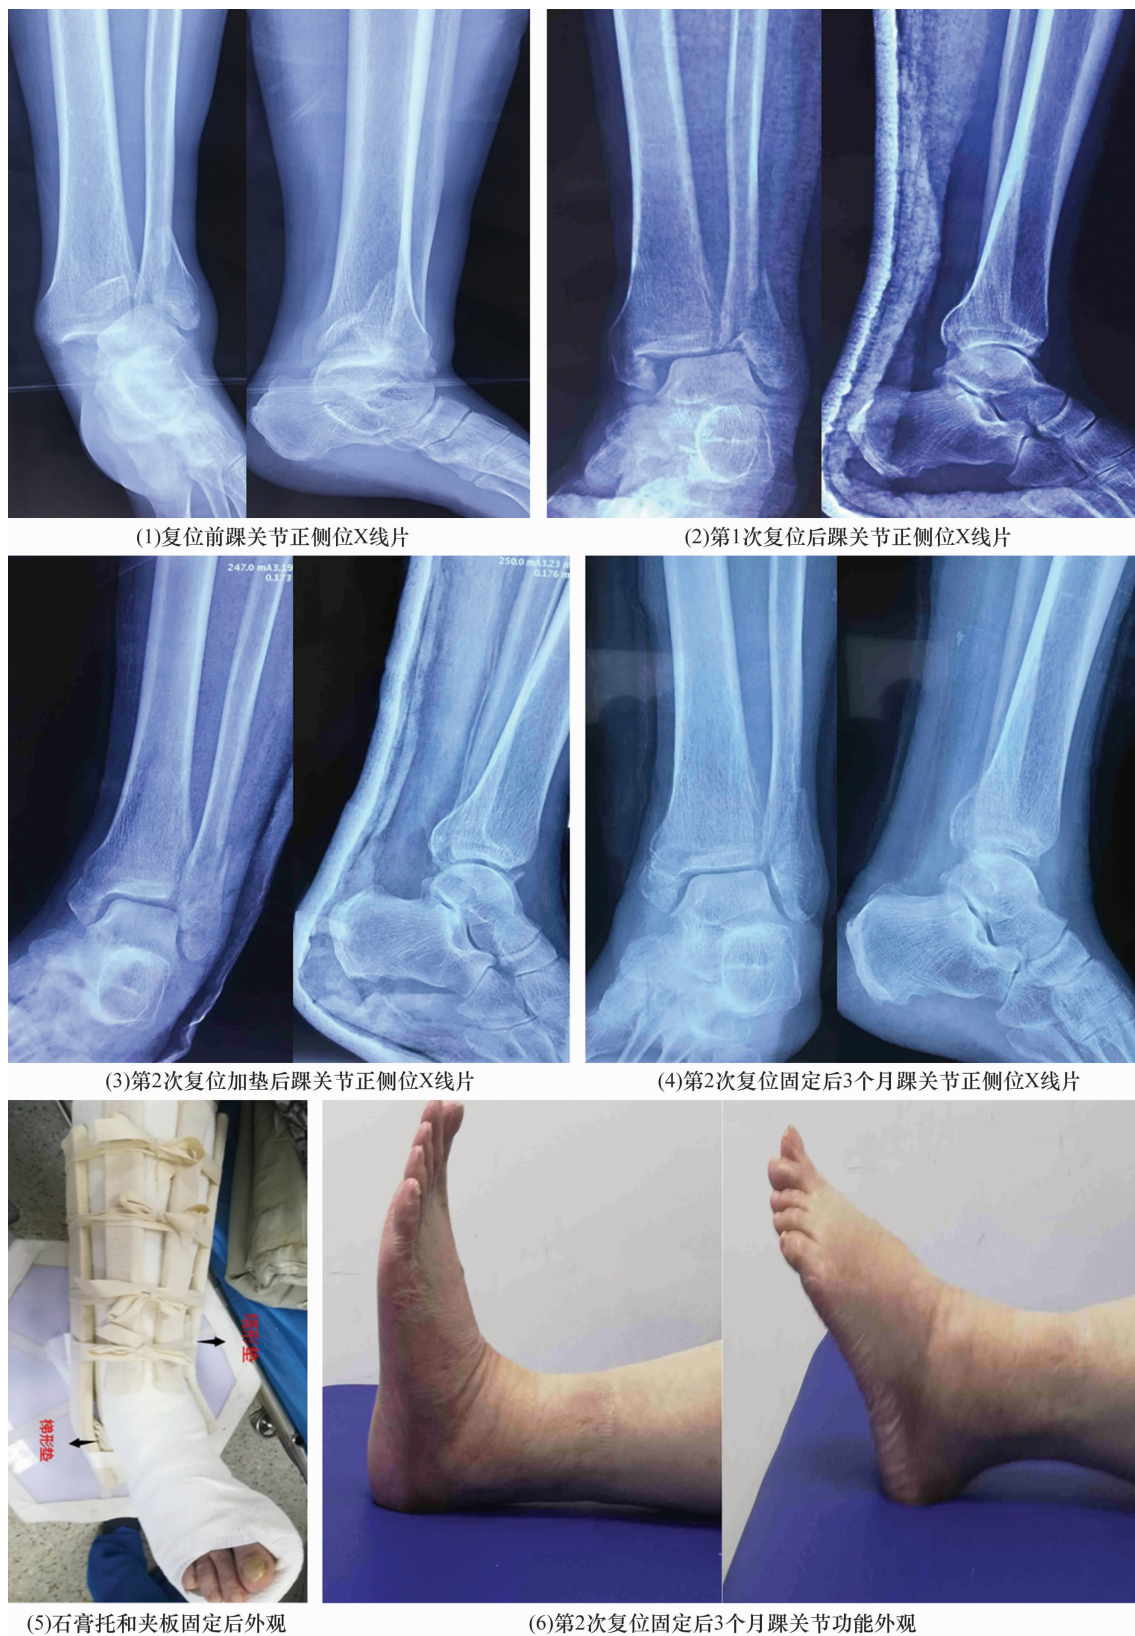 (1)复位前踝关节正侧位X线片
(2)第1次复位后踝关节正侧位X线片
247.0 mA3.19
0.173
250.0 mA3.23 m
0.176 m
(3)第2次复位加垫后踝关节正侧位X线片
(4)第2次复位固定后3个月踝关节正侧位X线片
塔形垫
梯形垫
(5)石膏托和夹板固定后外观
(6)第2次复位固定后3个月踝关节功能外观